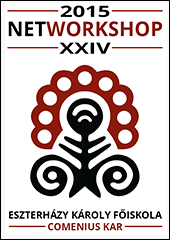 2015
NETWORKSHOP
XXIV
ESZTERHÁZY KÁROLY FŐISKOLA
COMENIUS KAR